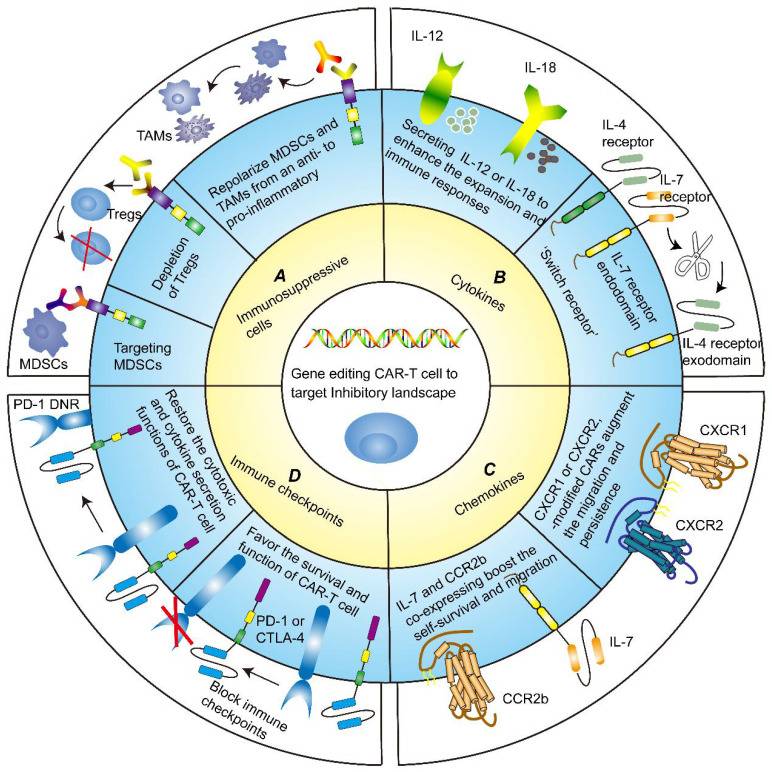 Gene editing CAR-T cell to
target Inhibitory landscape
A
Immunosuppressive
cells
Repolarize MDSCs and
TAMs from an anti- to
pro-inflammatory
TAMs
Depletion
of Tregs
Tregs
Targeting
MDSCs
MDSCs
B
Cytokines
Secreting IL-12 or IL-18 to
enhance the expansion and
immune responses
IL-12
IL-18
'Switch receptor'
IL-7 receptor
endodomain
IL-4
receptor
IL-7
receptor
IL-4 receptor
exodomain
C
Chemokines
CXCR1 or CXCR2,
-modified CARs augment
the migration and
persistence
CXCR1
CXCR2
IL-7 and CCR2b
co-expressing boost the
self-survival and migration
IL-7
CCR2b
D
Immune checkpoints
Favor the survival and
function of CAR-T cell
PD-1 or
CTLA-4
Block immune
checkpoints
Restore the cytotoxic
and cytokine secretion
functions of CAR-T cell
PD-1 DNR